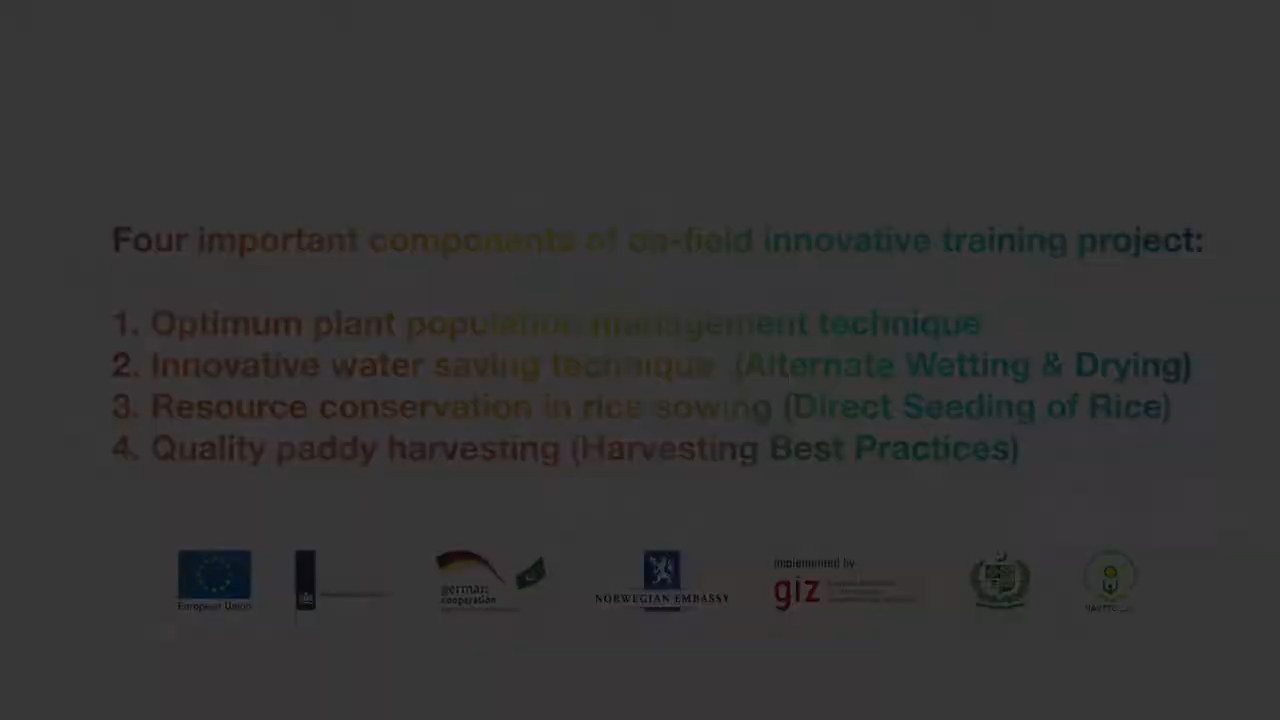 Four important components of on-field innovative training project:
1. Optimum plant population management technique
2. Innovative water saving technique (Alternate Wetting & Drying)
3. Resource conservation in rice sowing (Direct Seeding of Rice)
4. Quality paddy harvesting (Harvesting Best Practices)
European Union
german
cooperation
NORWEGIAN EMBASSY
Implemented by
giz